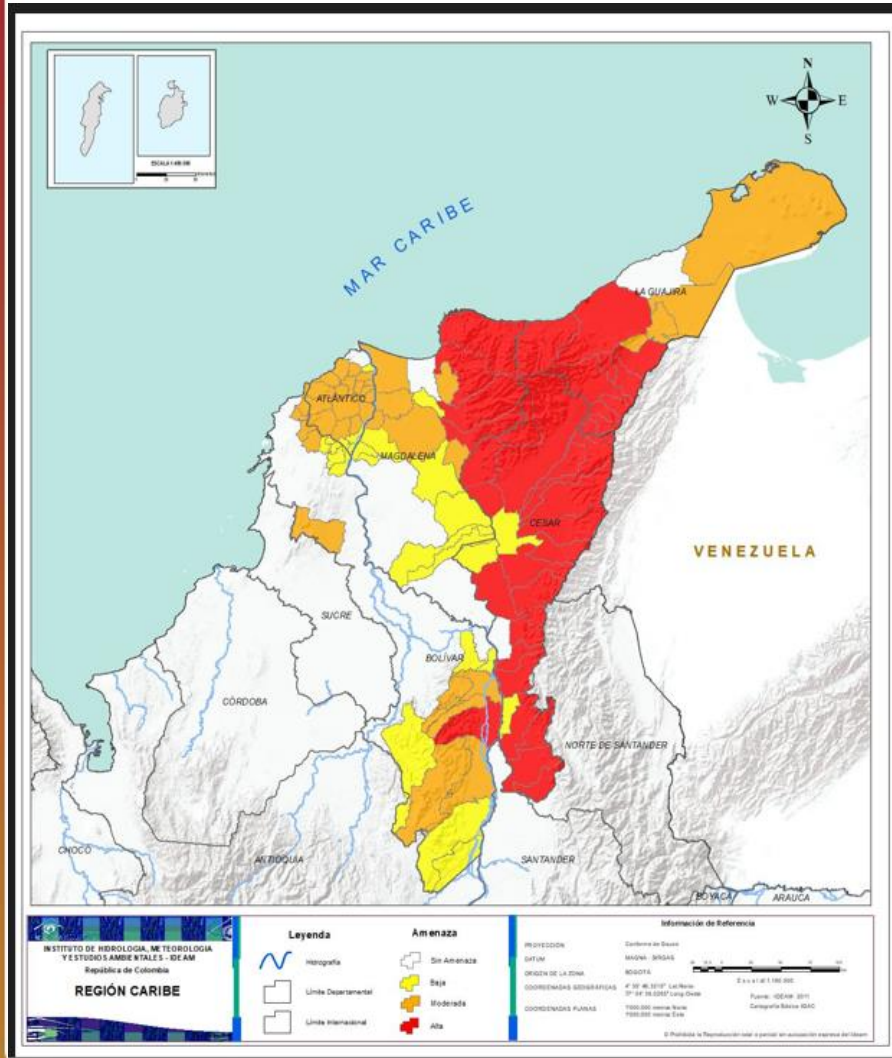 N
W E
S
MAR CARIBE
LA GUAJIRA
ATLÁNTICO
MAGDALENA
CESAR
VENEZUELA
SUCRE
BOLÍVAR
CÓRDOBA
NORTE DE SANTANDER
CHOCÓ
ANTIOQUIA
SANTANDER
BOYACÁ
ARAUCA
INSTITUTO DE HIDROLOGIA, METEOROLOGIA
Y ESTUDIOS AMBIENTALES - IDEAM
República de Colombia
REGIÓN CARIBE
Leyenda
Hidrografía
Límite Departamental
Límite Internacional
Amenaza
Sin Amenaza
Baja
Moderada
Alta
Información de Referencia
PROYECCIÓN
DATUM
MAGNA - SIRGAS
ORIGEN DE LA ZONA
BOGOTÁ
COORDENADAS GEOGRÁFICAS
COORDENADAS PLANAS
Fuente: IDEAM 2011
Cartografía Básica IGAC